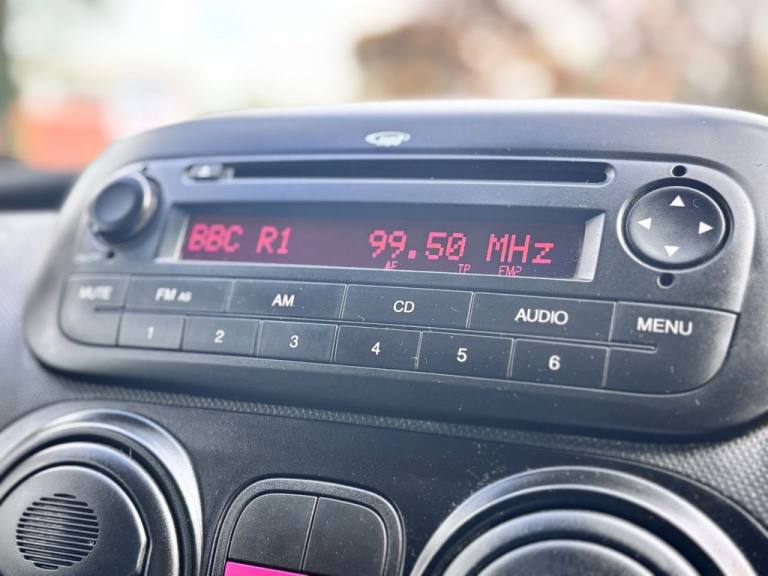 BBC R1 99.50 MHz
AF TP FM2
MUTE FM AS AM CD AUDIO MENU
1 2 3 4 5 6